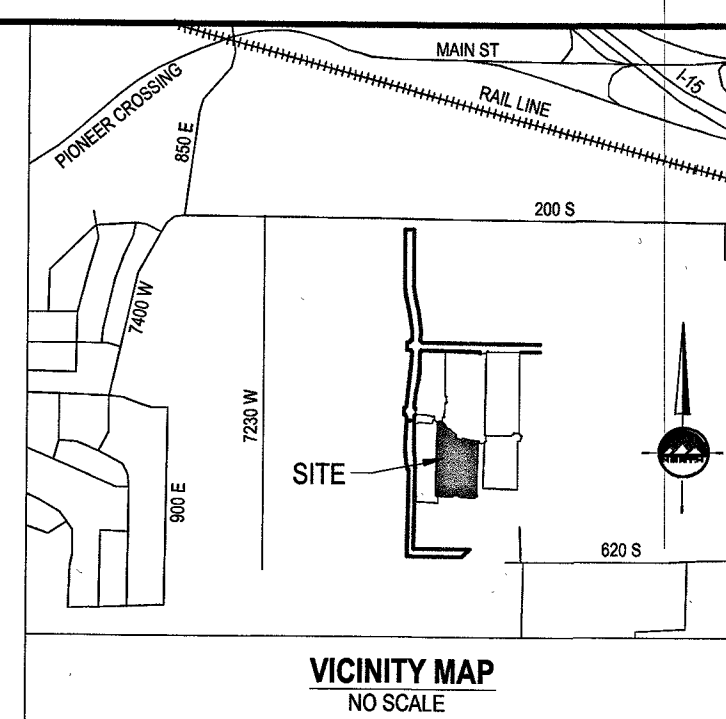 MAIN ST
I-15
PIONEER CROSSING
RAIL LINE
850 E
200 S
7400 W
7230 W
SITE
900 E
620 S
VICINITY MAP
NO SCALE